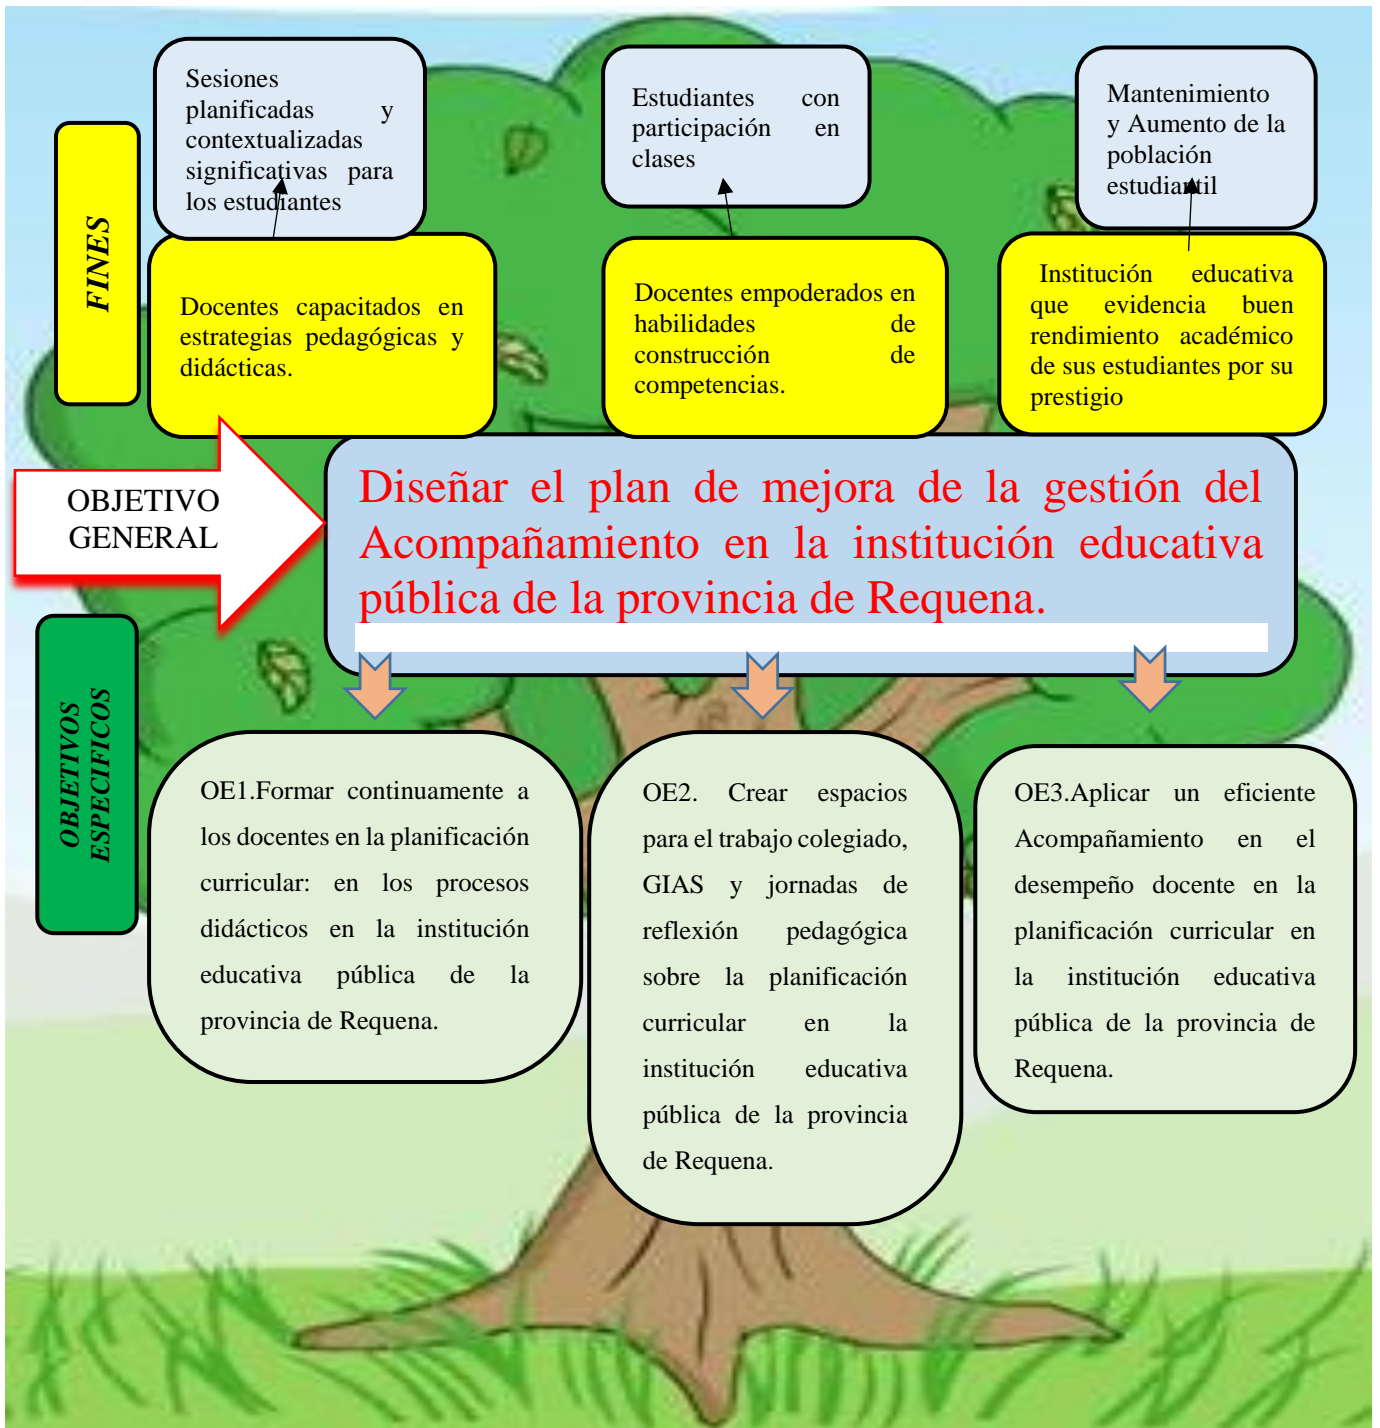 Sesiones
planificadas y
contextualizadas
significativas para
los estudiantes
Estudiantes con
participación en
clases
Mantenimiento
y Aumento de la
población
estudiantil
FINES
Docentes capacitados en
estrategias pedagógicas y
didácticas.
Docentes empoderados en
habilidades de
construcción de
competencias.
Institución educativa
que evidencia buen
rendimiento académico
de sus estudiantes por su
prestigio
OBJETIVO
GENERAL
Diseñar el plan de mejora de la gestión del
Acompañamiento en la institución educativa
pública de la provincia de Requena.
OBJETIVOS
ESPECIFICOS
OE1.Formar continuamente a
los docentes en la planificación
curricular: en los procesos
didácticos en la institución
educativa pública de la
provincia de Requena.
OE2. Crear espacios
para el trabajo colegiado,
GIAS y jornadas de
reflexión pedagógica
sobre la planificación
curricular en la
institución educativa
pública de la provincia
de Requena.
OE3.Aplicar un eficiente
Acompañamiento en el
desempeño docente en la
planificación curricular en
la institución educativa
pública de la provincia de
Requena.